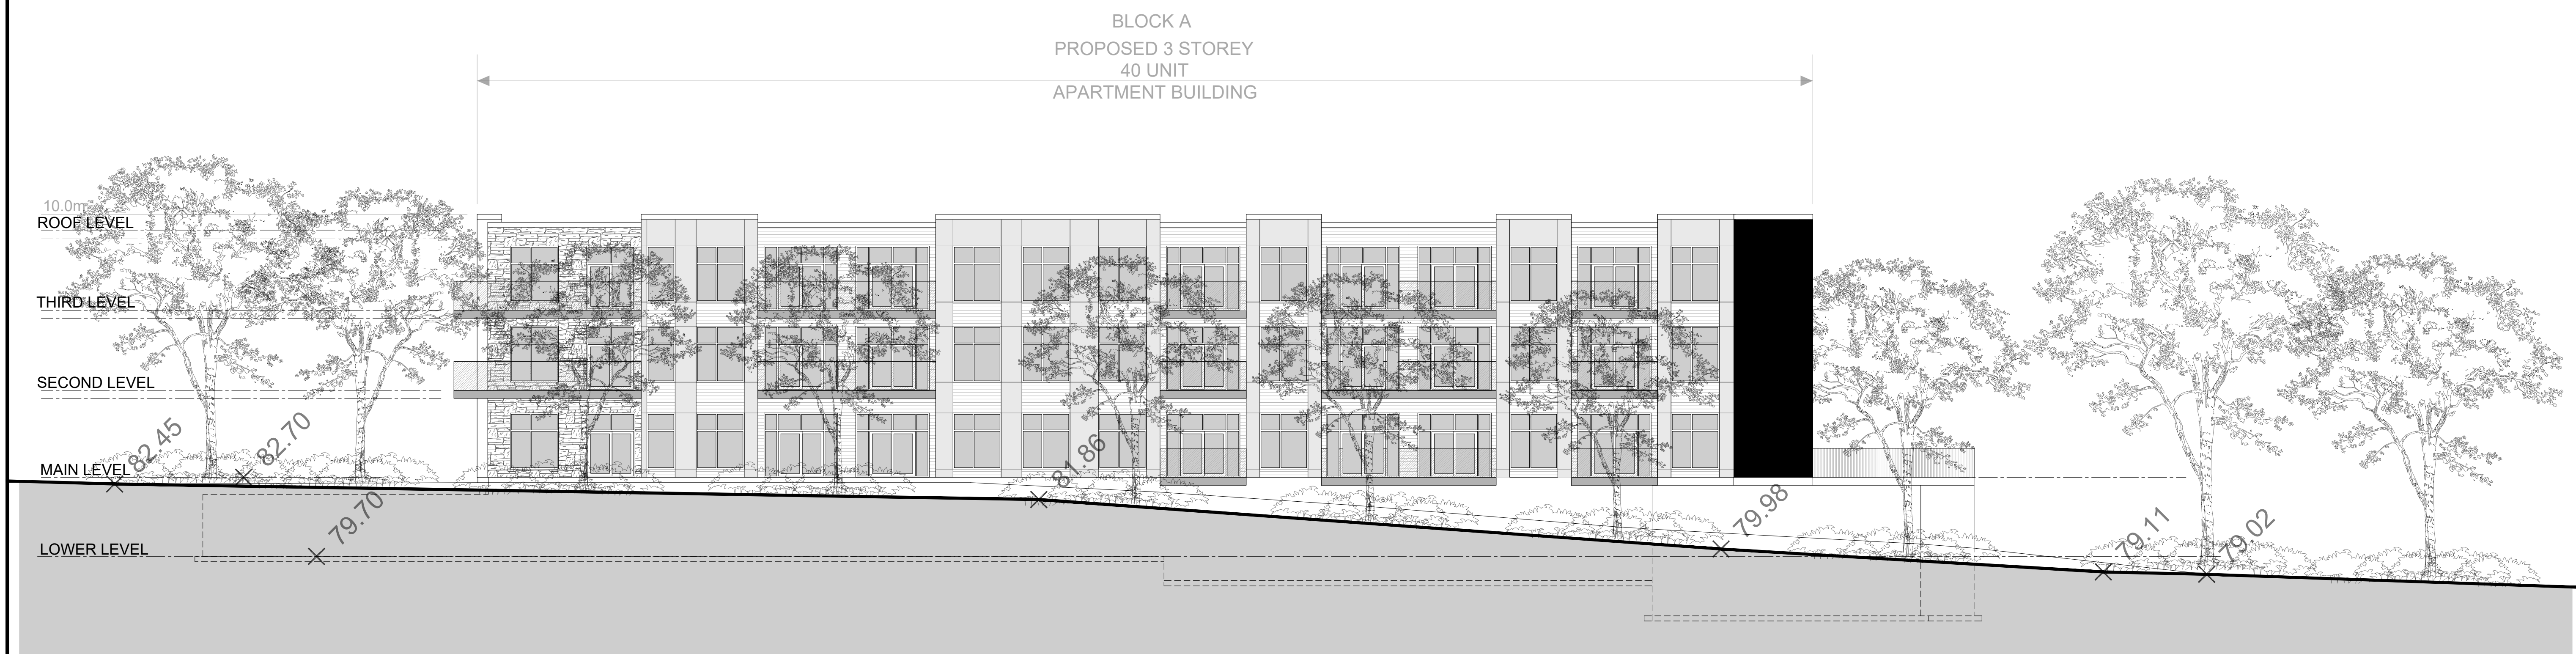 BLOCK A
PROPOSED 3 STOREY
40 UNIT
APARTMENT BUILDING
10.0m
ROOF LEVEL
THIRD LEVEL
SECOND LEVEL
MAIN LEVEL
82.45
82.70
79.70
81.86
79.98
79.11
79.02
LOWER LEVEL